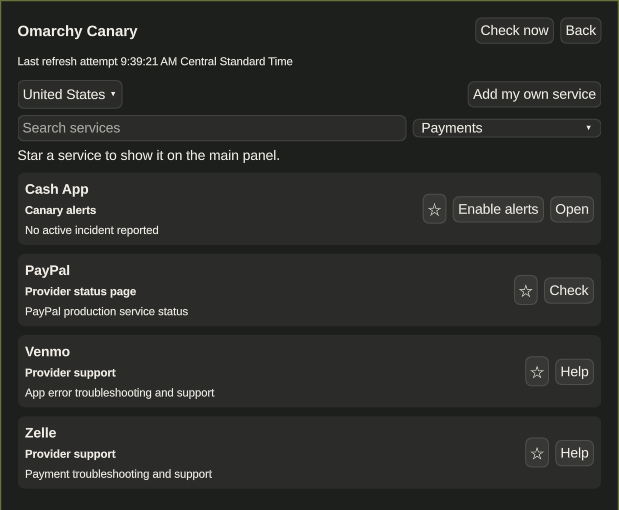 Omarchy Canary
Check now
Back
Last refresh attempt 9:39:21 AM Central Standard Time
United States
Add my own service
Search services
Payments
Star a service to show it on the main panel.
Cash App
Canary alerts
No active incident reported
Enable alerts
Open
PayPal
Provider status page
PayPal production service status
Check
Venmo
Provider support
App error troubleshooting and support
Help
Zelle
Provider support
Payment troubleshooting and support
Help